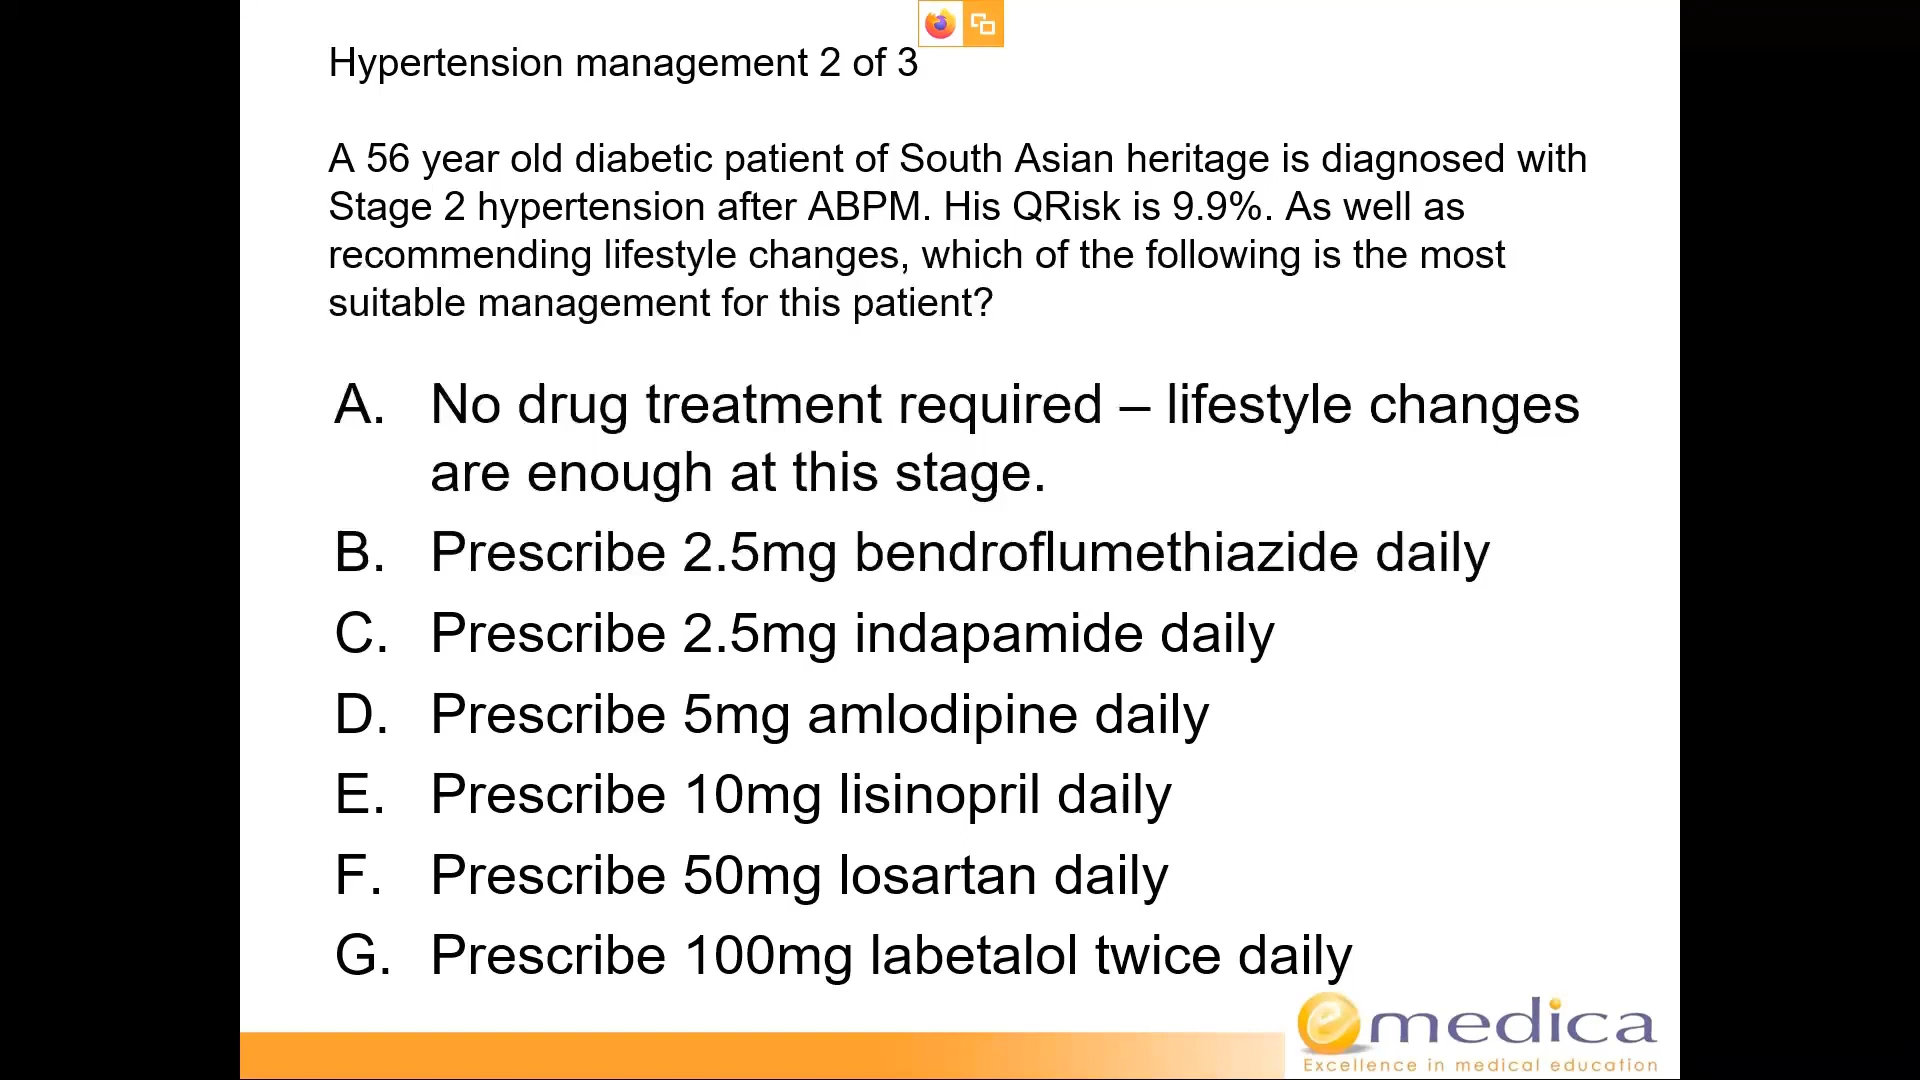 Hypertension management 2 of 3
A 56 year old diabetic patient of South Asian heritage is diagnosed with
Stage 2 hypertension after ABPM. His QRisk is 9.9%. As well as
recommending lifestyle changes, which of the following is the most
suitable management for this patient?
A. No drug treatment required – lifestyle changes
are enough at this stage.
B. Prescribe 2.5mg bendroflumethiazide daily
C. Prescribe 2.5mg indapamide daily
D. Prescribe 5mg amlodipine daily
E. Prescribe 10mg lisinopril daily
F. Prescribe 50mg losartan daily
G. Prescribe 100mg labetalol twice daily
emedica
Excellence in medical education